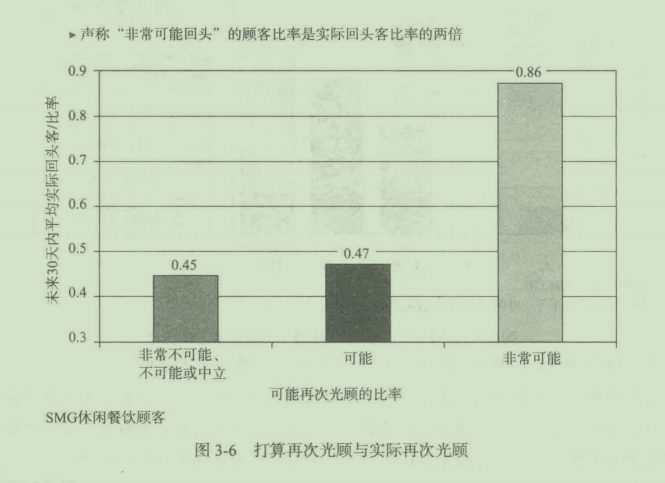 ▸声称“非常可能回头”的顾客比率是实际回头客比率的两倍
未来30天内平均实际回头客/比率
0.9
0.8
0.7
0.6
0.5
0.4
0.3
0.45
0.47
0.86
非常不可能、
不可能或中立
可能
非常可能
可能再次光顾的比率
SMG休闲餐饮顾客
图 3-6 打算再次光顾与实际再次光顾